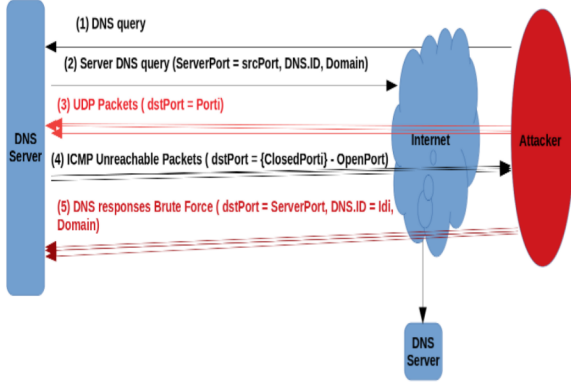 (1) DNS query
(2) Server DNS query (ServerPort = srcPort, DNS.ID, Domain)
(3) UDP Packets ( dstPort = Porti)
DNS
Server
Internet
Attacker
(4) ICMP Unreachable Packets ( dstPort = {ClosedPorti} - OpenPort)
(5) DNS responses Brute Force ( dstPort = ServerPort, DNS.ID = Idi,
Domain)
DNS
Server